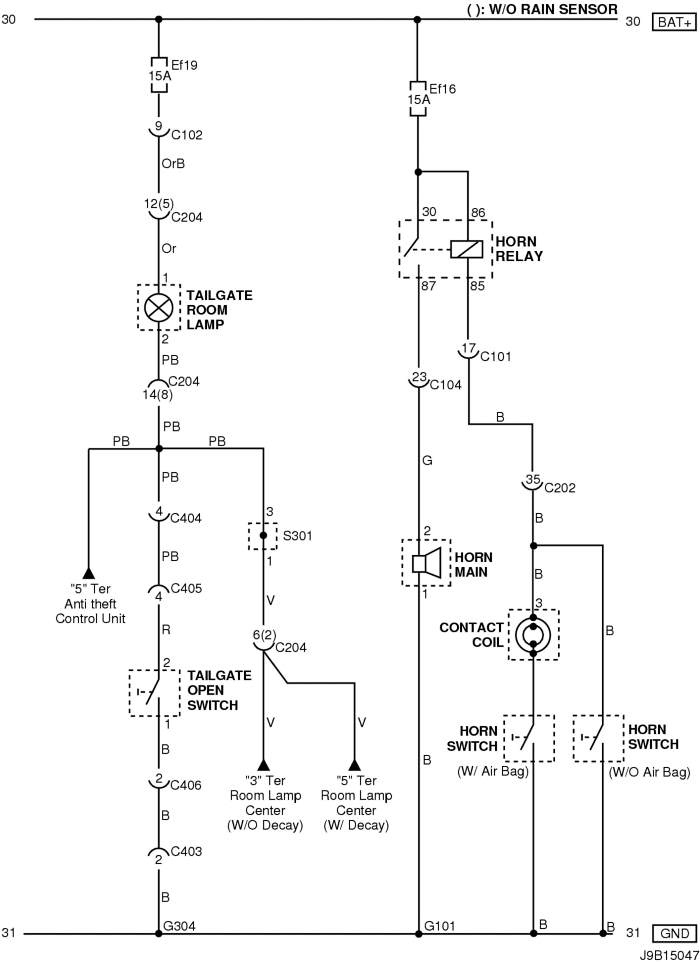 ( ): W/O RAIN SENSOR
30
30 BAT+
Ef19
15A
Ef16
15A
9
C102
OrB
12(5)
C204
Or
30
86
HORN
RELAY
87
85
1
TAILGATE
ROOM
LAMP
2
PB
C204
14(8)
17
C101
23
C104
PB
PB
PB
B
PB
G
35
C202
4
C404
3
S301
1
B
2
HORN
MAIN
1
PB
"5" Ter
Anti theft
Control Unit
C405
4
B
V
3
CONTACT
COIL
B
R
6(2)
C204
2
TAILGATE
OPEN
SWITCH
1
V
V
HORN
SWITCH
(W/ Air Bag)
HORN
SWITCH
(W/O Air Bag)
B
B
2
C406
"3" Ter
Room Lamp
Center
(W/O Decay)
"5" Ter
Room Lamp
Center
(W/ Decay)
B
C403
2
B
31
G304
G101
B
B
31 GND
J9B15047